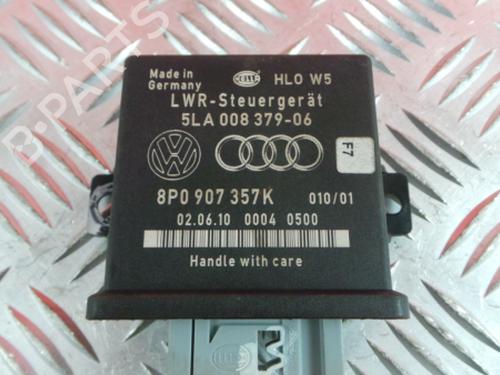 Made in
Germany
HELLA
HLO W5
LWR-Steuergerät
5LA 008 379-06
F7
8P0 907 357K 010/01
02.06.10 0004 0500
Handle with care
B-PARTS